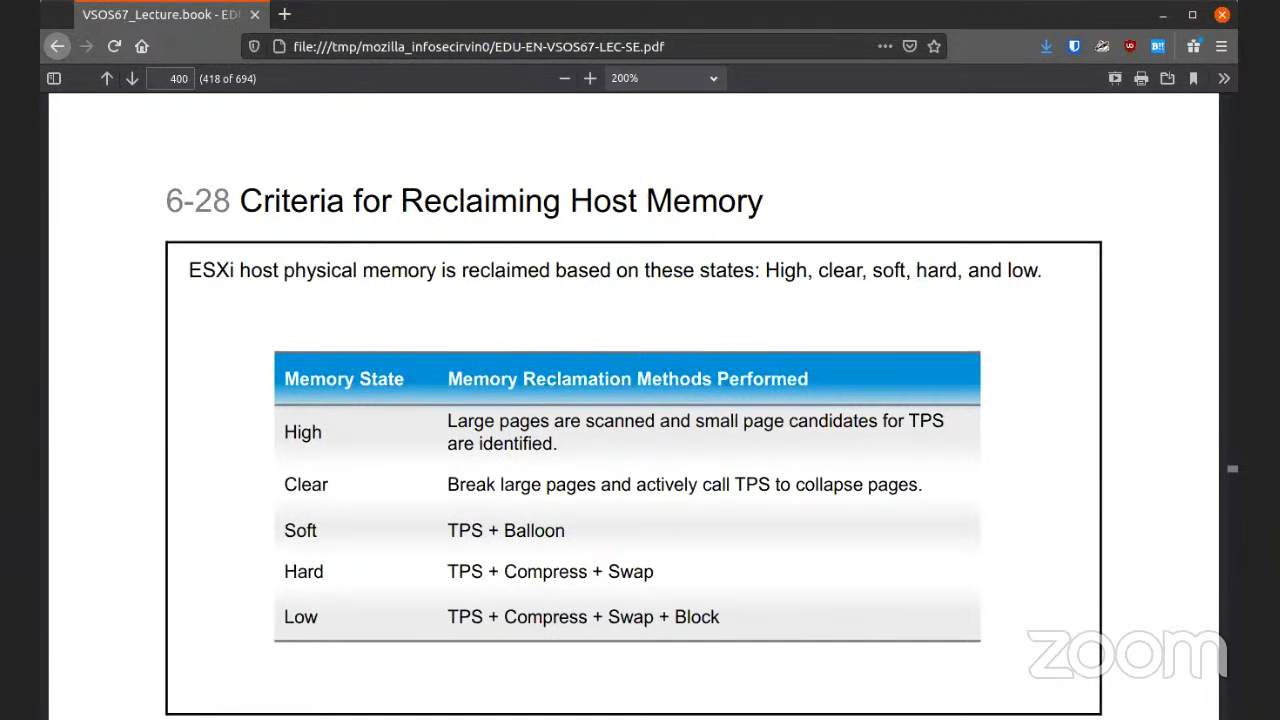 VSOS67_Lecture.book - EDU
file:///tmp/mozilla_infosecirvin0/EDU-EN-VSOS67-LEC-SE.pdf
400 (418 of 694)
200%
6-28 Criteria for Reclaiming Host Memory
ESXi host physical memory is reclaimed based on these states: High, clear, soft, hard, and low.
Memory State Memory Reclamation Methods Performed
High Large pages are scanned and small page candidates for TPS
are identified.
Clear Break large pages and actively call TPS to collapse pages.
Soft TPS + Balloon
Hard TPS + Compress + Swap
Low TPS + Compress + Swap + Block
zoom